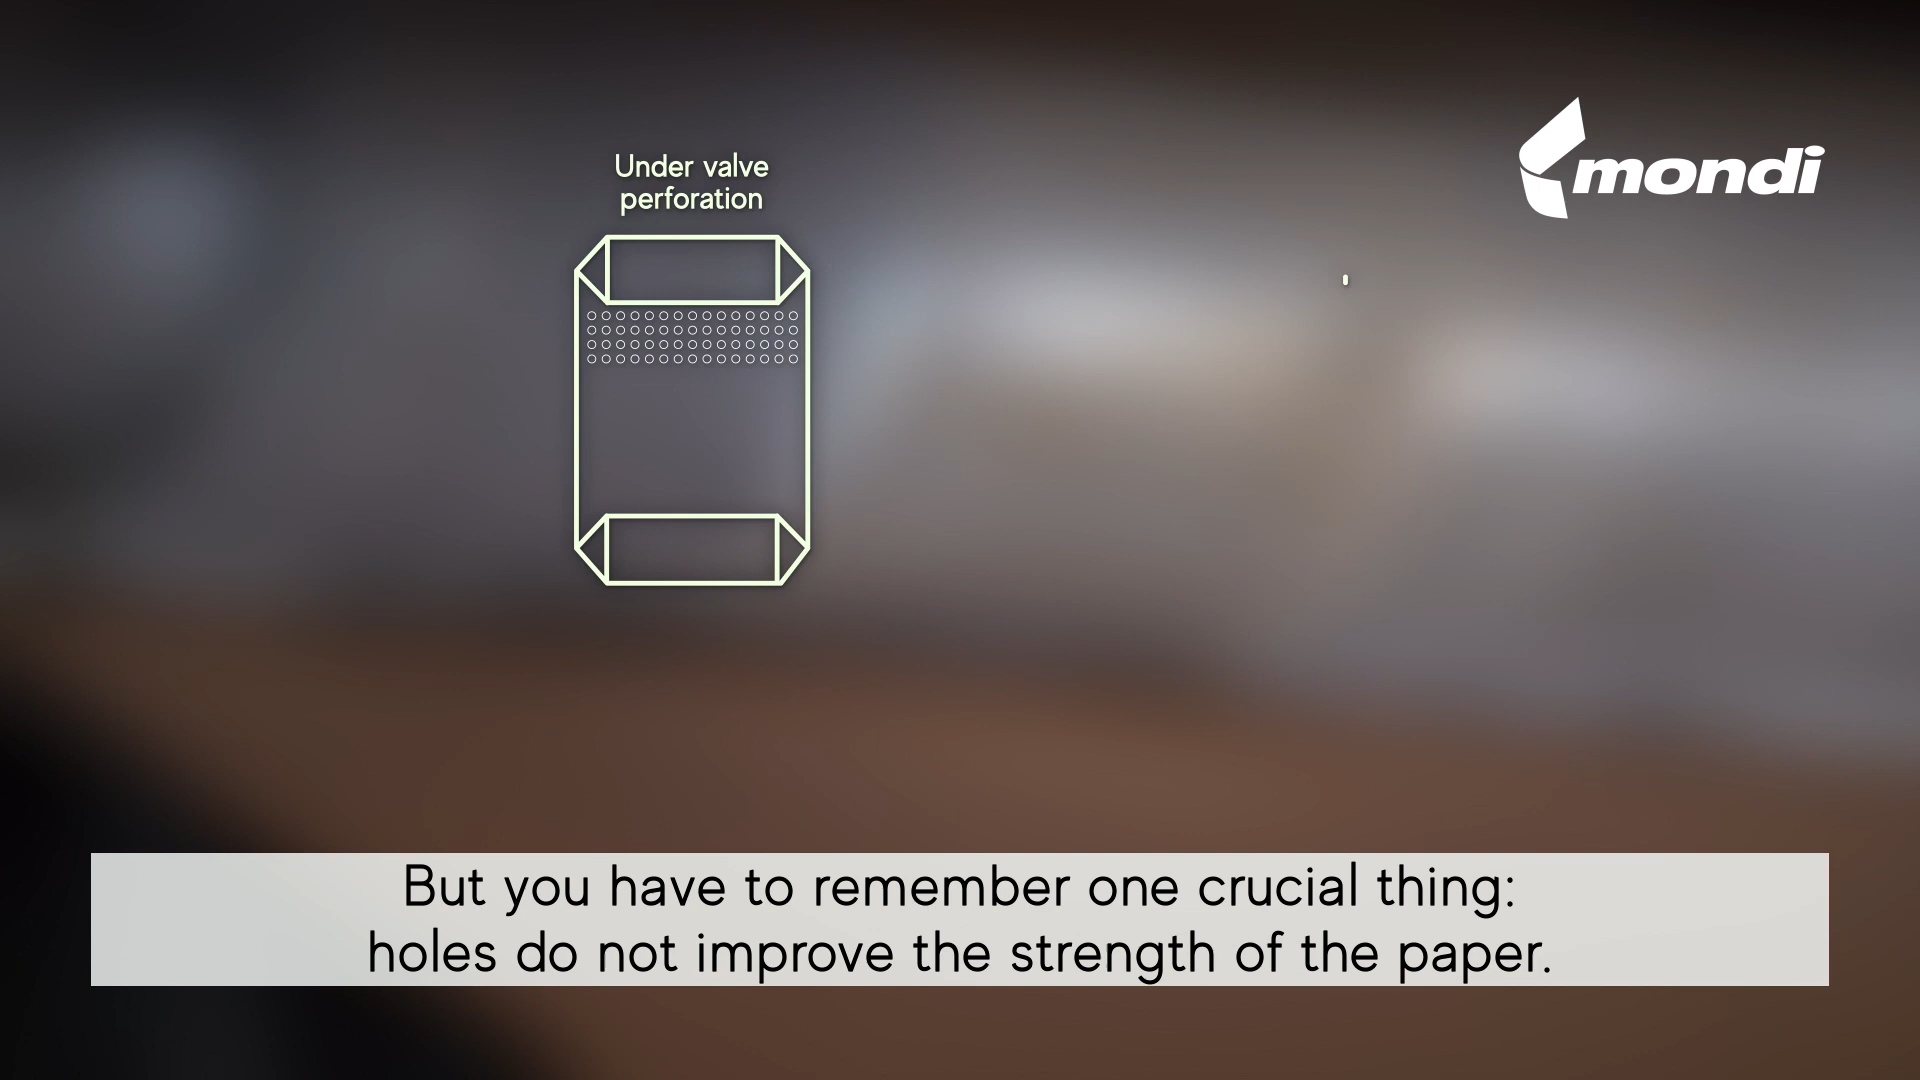 Under valve
perforation
mondi
But you have to remember one crucial thing:
holes do not improve the strength of the paper.